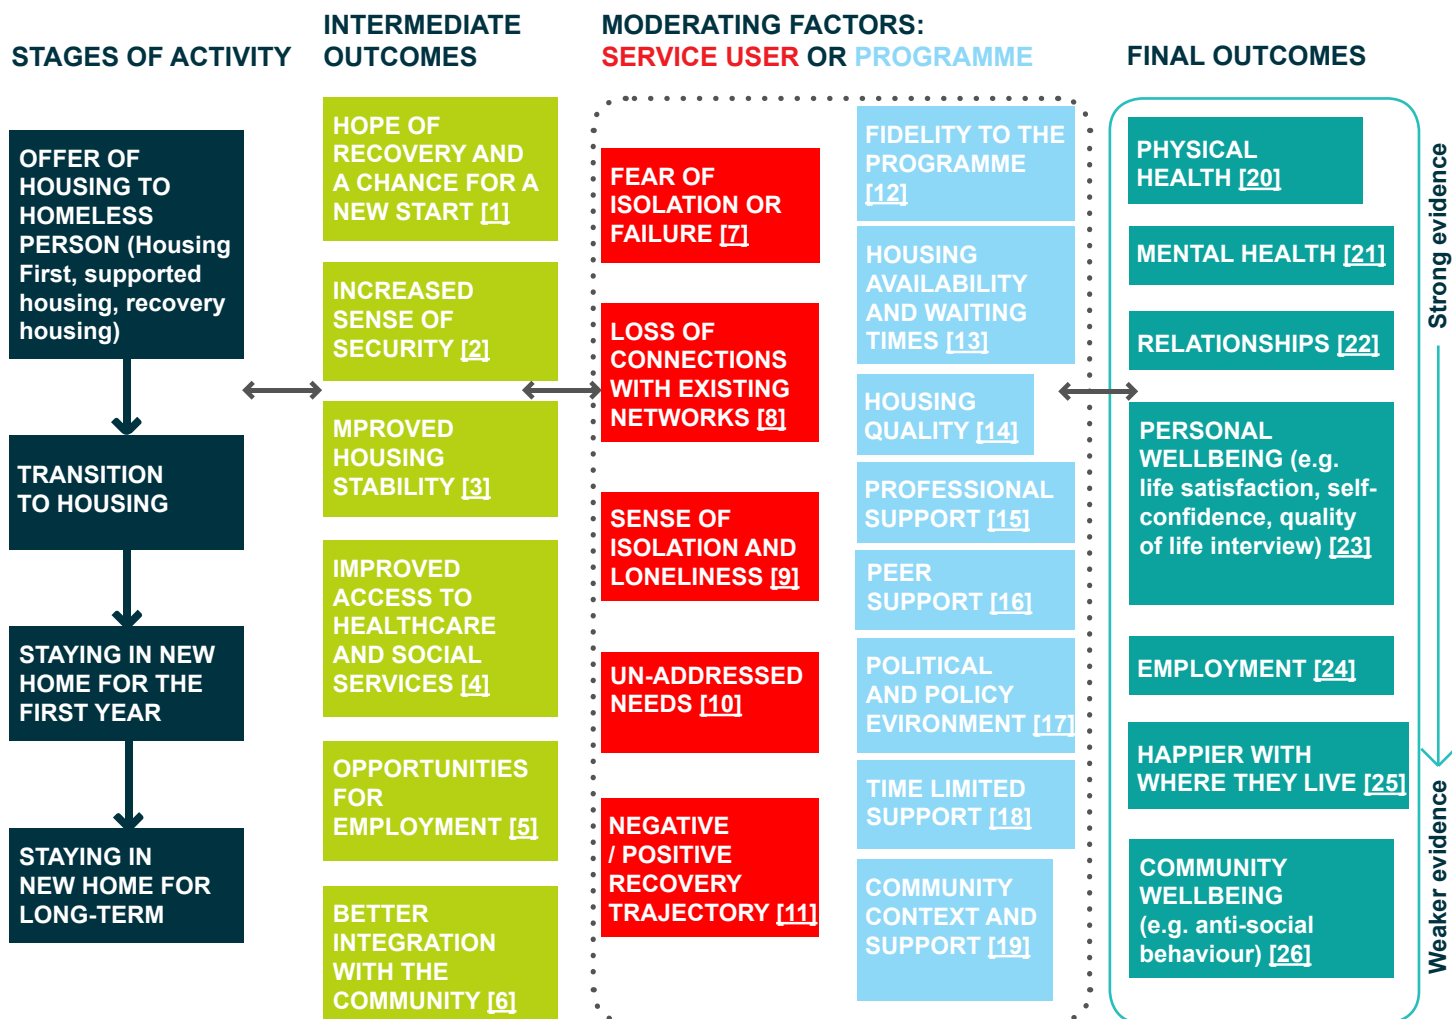 STAGES OF ACTIVITY
INTERMEDIATE
OUTCOMES
MODERATING FACTORS:
SERVICE USER OR PROGRAMME
FINAL OUTCOMES
OFFER OF
HOUSING TO
HOMELESS
PERSON (Housing
First, supported
housing, recovery
housing)
TRANSITION
TO HOUSING
STAYING IN NEW
HOME FOR THE
FIRST YEAR
STAYING IN
NEW HOME FOR
LONG-TERM
HOPE OF
RECOVERY AND
A CHANCE FOR A
NEW START [1]
INCREASED
SENSE OF
SECURITY [2]
MPROVED
HOUSING
STABILITY [3]
IMPROVED
ACCESS TO
HEALTHCARE
AND SOCIAL
SERVICES [4]
OPPORTUNITIES
FOR
EMPLOYMENT [5]
BETTER
INTEGRATION
WITH THE
COMMUNITY [6]
FEAR OF
ISOLATION OR
FAILURE [7]
LOSS OF
CONNECTIONS
WITH EXISTING
NETWORKS [8]
SENSE OF
ISOLATION AND
LONELINESS [9]
UN-ADDRESSED
NEEDS [10]
NEGATIVE
/ POSITIVE
RECOVERY
TRAJECTORY [11]
FIDELITY TO THE
PROGRAMME
[12]
HOUSING
AVAILABILITY
AND WAITING
TIMES [13]
HOUSING
QUALITY [14]
PROFESSIONAL
SUPPORT [15]
PEER
SUPPORT [16]
POLITICAL
AND POLICY
EVIRONMENT [17]
TIME LIMITED
SUPPORT [18]
COMMUNITY
CONTEXT AND
SUPPORT [19]
PHYSICAL
HEALTH [20]
MENTAL HEALTH [21]
RELATIONSHIPS [22]
PERSONAL
WELLBEING (e.g.
life satisfaction, self-
confidence, quality
of life interview) [23]
EMPLOYMENT [24]
HAPPIER WITH
WHERE THEY LIVE [25]
COMMUNITY
WELLBEING
(e.g. anti-social
behaviour) [26]
Strong evidence
Weaker evidence